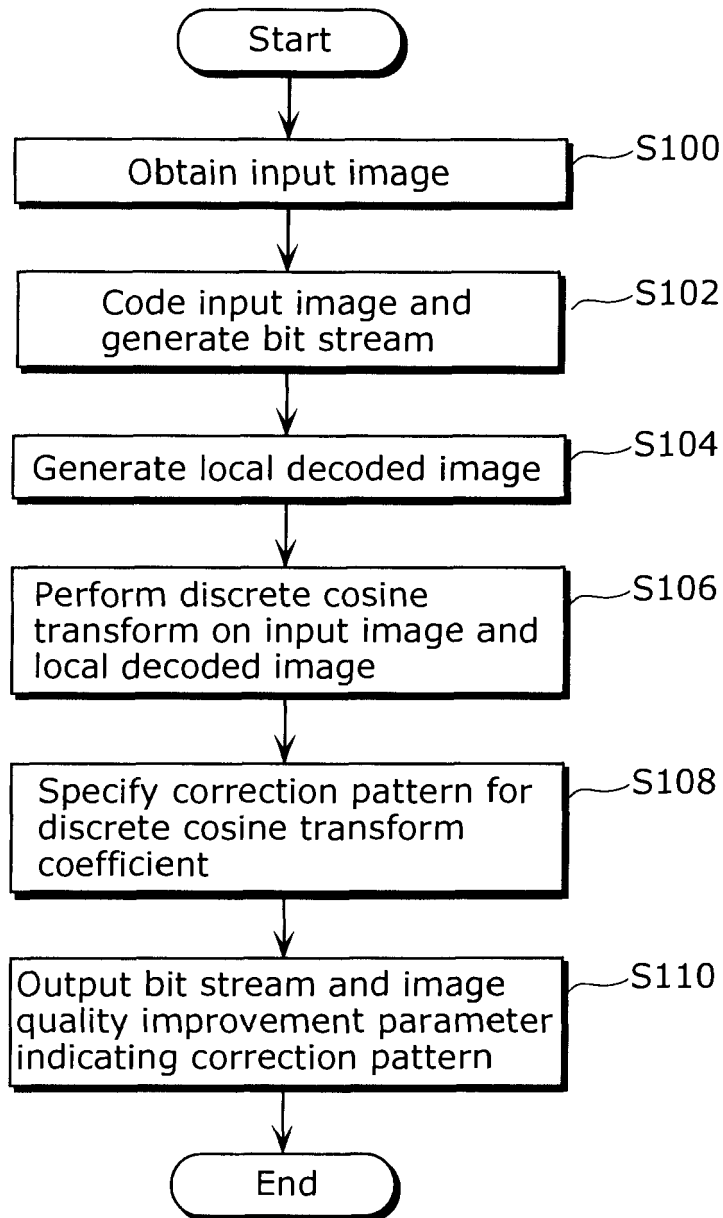 Start
S100
Obtain input image
S102
Code input image and
generate bit stream
S104
Generate local decoded image
S106
Perform discrete cosine
transform on input image and
local decoded image
S108
Specify correction pattern for
discrete cosine transform
coefficient
S110
Output bit stream and image
quality improvement parameter
indicating correction pattern
End